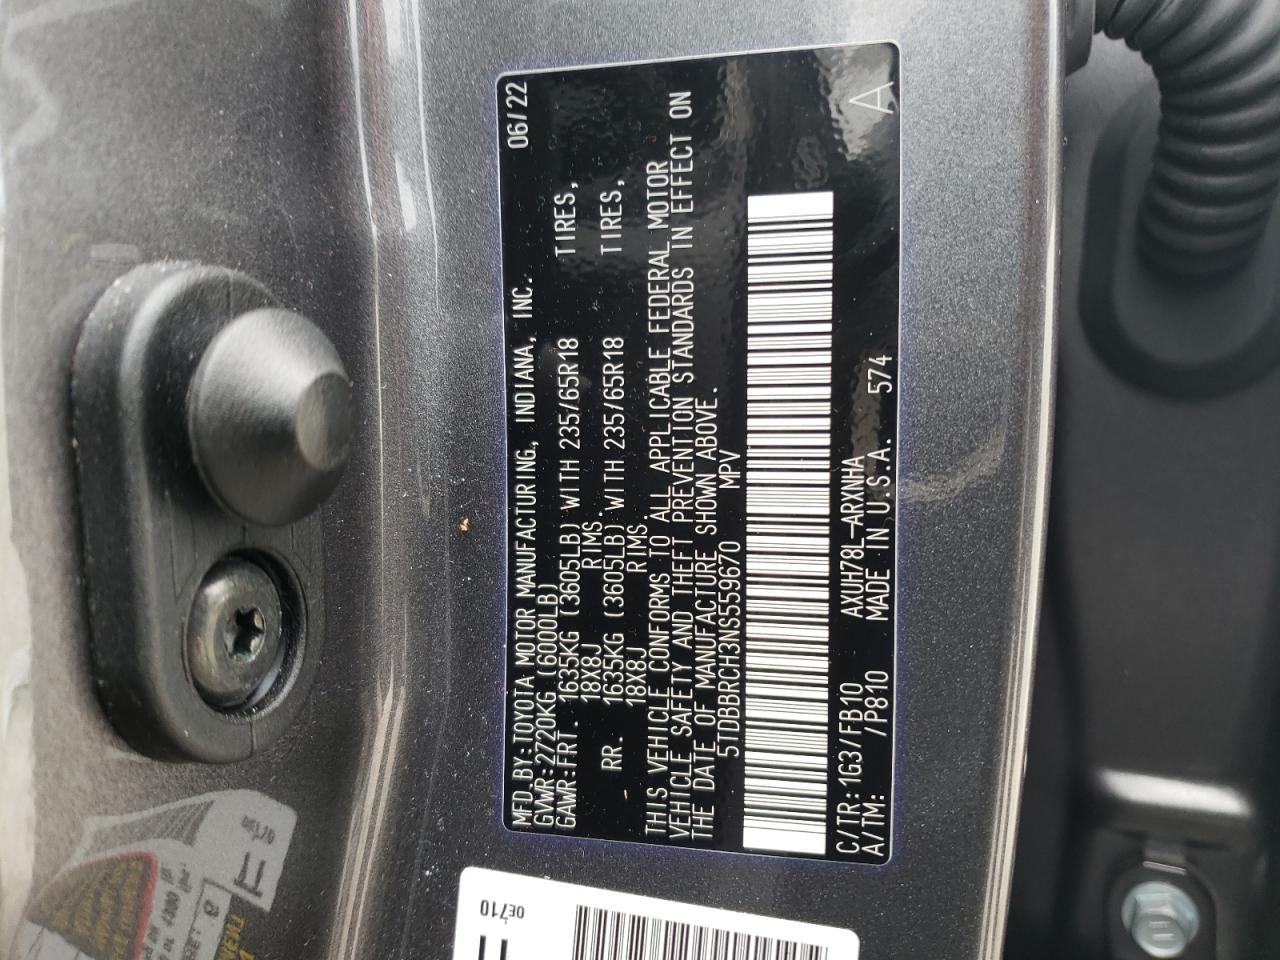 MFD.BY:TOYOTA MOTOR MANUFACTURING, INDIANA, INC. 06/22
GVWR:2720KG (6000LB)
GAWR:FRT. 1635KG (3605LB) WITH 235/65R18 TIRES,
18X8J RIMS.
RR. 1635KG (3605LB) WITH 235/65R18 TIRES,
18X8J RIMS.
THIS VEHICLE CONFORMS TO ALL APPLICABLE FEDERAL MOTOR
VEHICLE SAFETY AND THEFT PREVENTION STANDARDS IN EFFECT ON
THE DATE OF MANUFACTURE SHOWN ABOVE.
5TDBBRCH3NS559670 MPV
C/TR:1G3/FB10 AXUH78L-ARXNHA
A/TM: /P810 MADE IN U.S.A. 574
A
0E710